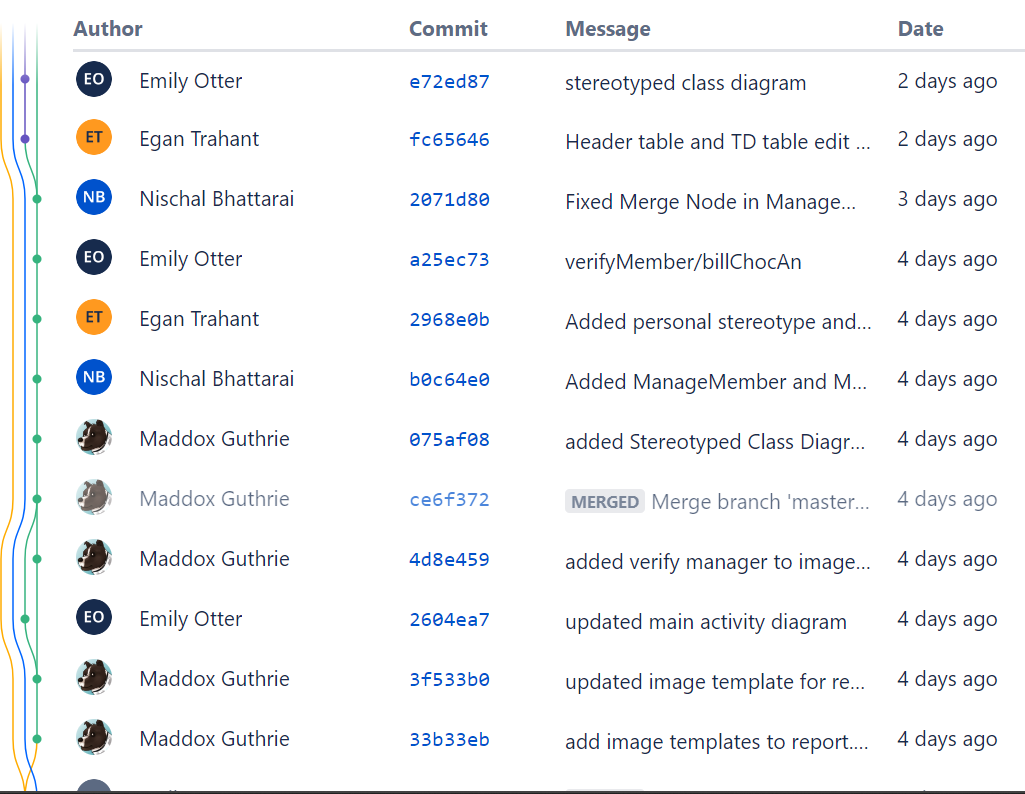 Author Commit Message Date
EO Emily Otter e72ed87 stereotyped class diagram 2 days ago
ET Egan Trahant fc65646 Header table and TD table edit ... 2 days ago
NB Nischal Bhattarai 2071d80 Fixed Merge Node in Manage... 3 days ago
EO Emily Otter a25ec73 verifyMember/billChocAn 4 days ago
ET Egan Trahant 2968e0b Added personal stereotype and... 4 days ago
NB Nischal Bhattarai b0c64e0 Added ManageMember and M... 4 days ago
Maddox Guthrie 075af08 added Stereotyped Class Diagr... 4 days ago
Maddox Guthrie ce6f372 MERGED Merge branch 'master... 4 days ago
Maddox Guthrie 4d8e459 added verify manager to image... 4 days ago
EO Emily Otter 2604ea7 updated main activity diagram 4 days ago
Maddox Guthrie 3f533b0 updated image template for re... 4 days ago
Maddox Guthrie 33b33eb add image templates to report.... 4 days ago